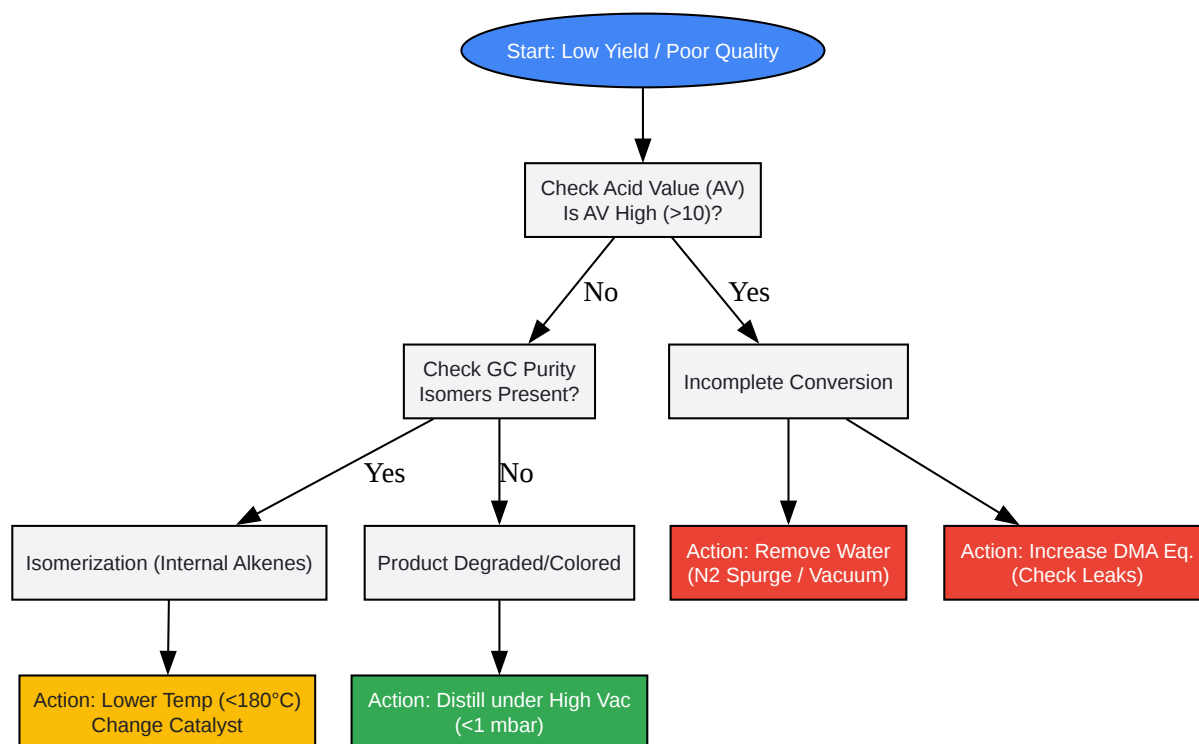 Start: Low Yield / Poor Quality
Check Acid Value (AV)
Is AV High (>10)?
No
Yes
Check GC Purity
Isomers Present?
Incomplete Conversion
Yes
No
Isomerization (Internal Alkenes)
Product Degraded/Colored
Action: Remove Water
(N2 Sparge / Vacuum)
Action: Increase DMA Eq.
(Check Leaks)
Action: Lower Temp (<180°C)
Change Catalyst
Action: Distill under High Vac
(<1 mbar)